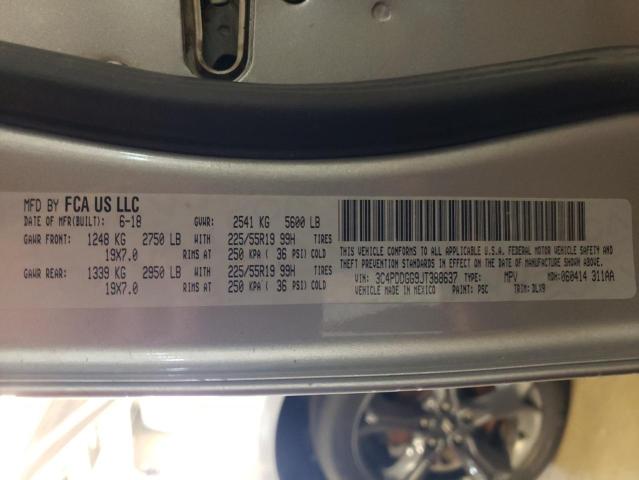 MFD BY FCA US LLC
DATE OF MFR(BUILT): 6-18 GVWR: 2541 KG 5600 LB
GAWR FRONT: 1248 KG 2750 LB WITH 225/55R19 99H TIRES
19X7.0 RIMS AT 250 KPA ( 36 PSI) COLD
GAWR REAR: 1339 KG 2950 LB WITH 225/55R19 99H TIRES
19X7.0 RIMS AT 250 KPA ( 36 PSI) COLD
THIS VEHICLE CONFORMS TO ALL APPLICABLE U.S.A. FEDERAL MOTOR VEHICLE SAFETY AND
THEFT PREVENTION STANDARDS IN EFFECT ON THE DATE OF MANUFACTURE SHOWN ABOVE.
VIN: 3C4PDDGG9JT388637 TYPE: MPV MDH: 060414 311AA
VEHICLE MADE IN MEXICO PAINT: PSC TRIM: DLX9